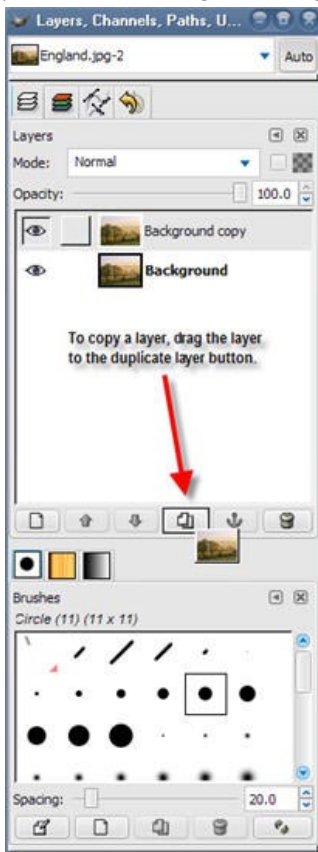 Layers, Channels, Paths, U...
England.jpg-2
Auto
Layers
Mode: Normal
Opacity: 100.0
Background copy
Background
To copy a layer, drag the layer
to the duplicate layer button.
Brushes
Circle (11) (11 x 11)
Spacing: 20.0